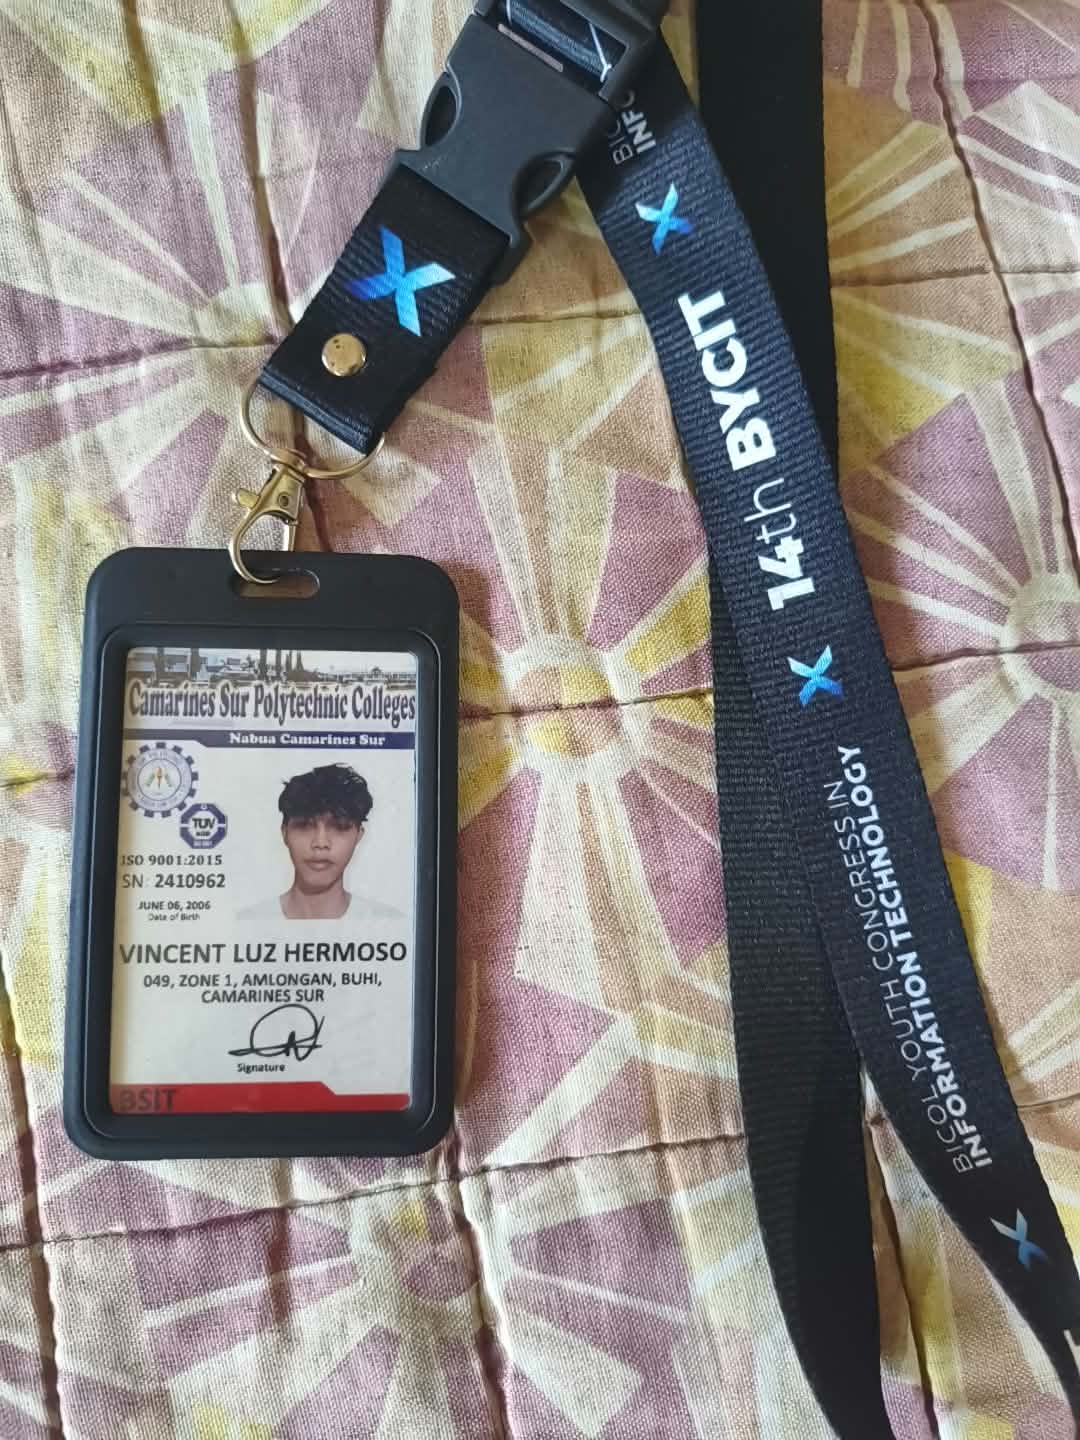 Camarines Sur Polytechnic Colleges
Nabua Camarines Sur
TUV
ISO 9001:2015
SN: 2410962
JUNE 06, 2006
Date of Birth
VINCENT LUZ HERMOSO
049, ZONE 1, AMLONGAN, BUHI,
CAMARINES SUR
Signature
BSIT
14th BYCIT
BICOL YOUTH CONGRESS IN
INFORMATION TECHNOLOGY